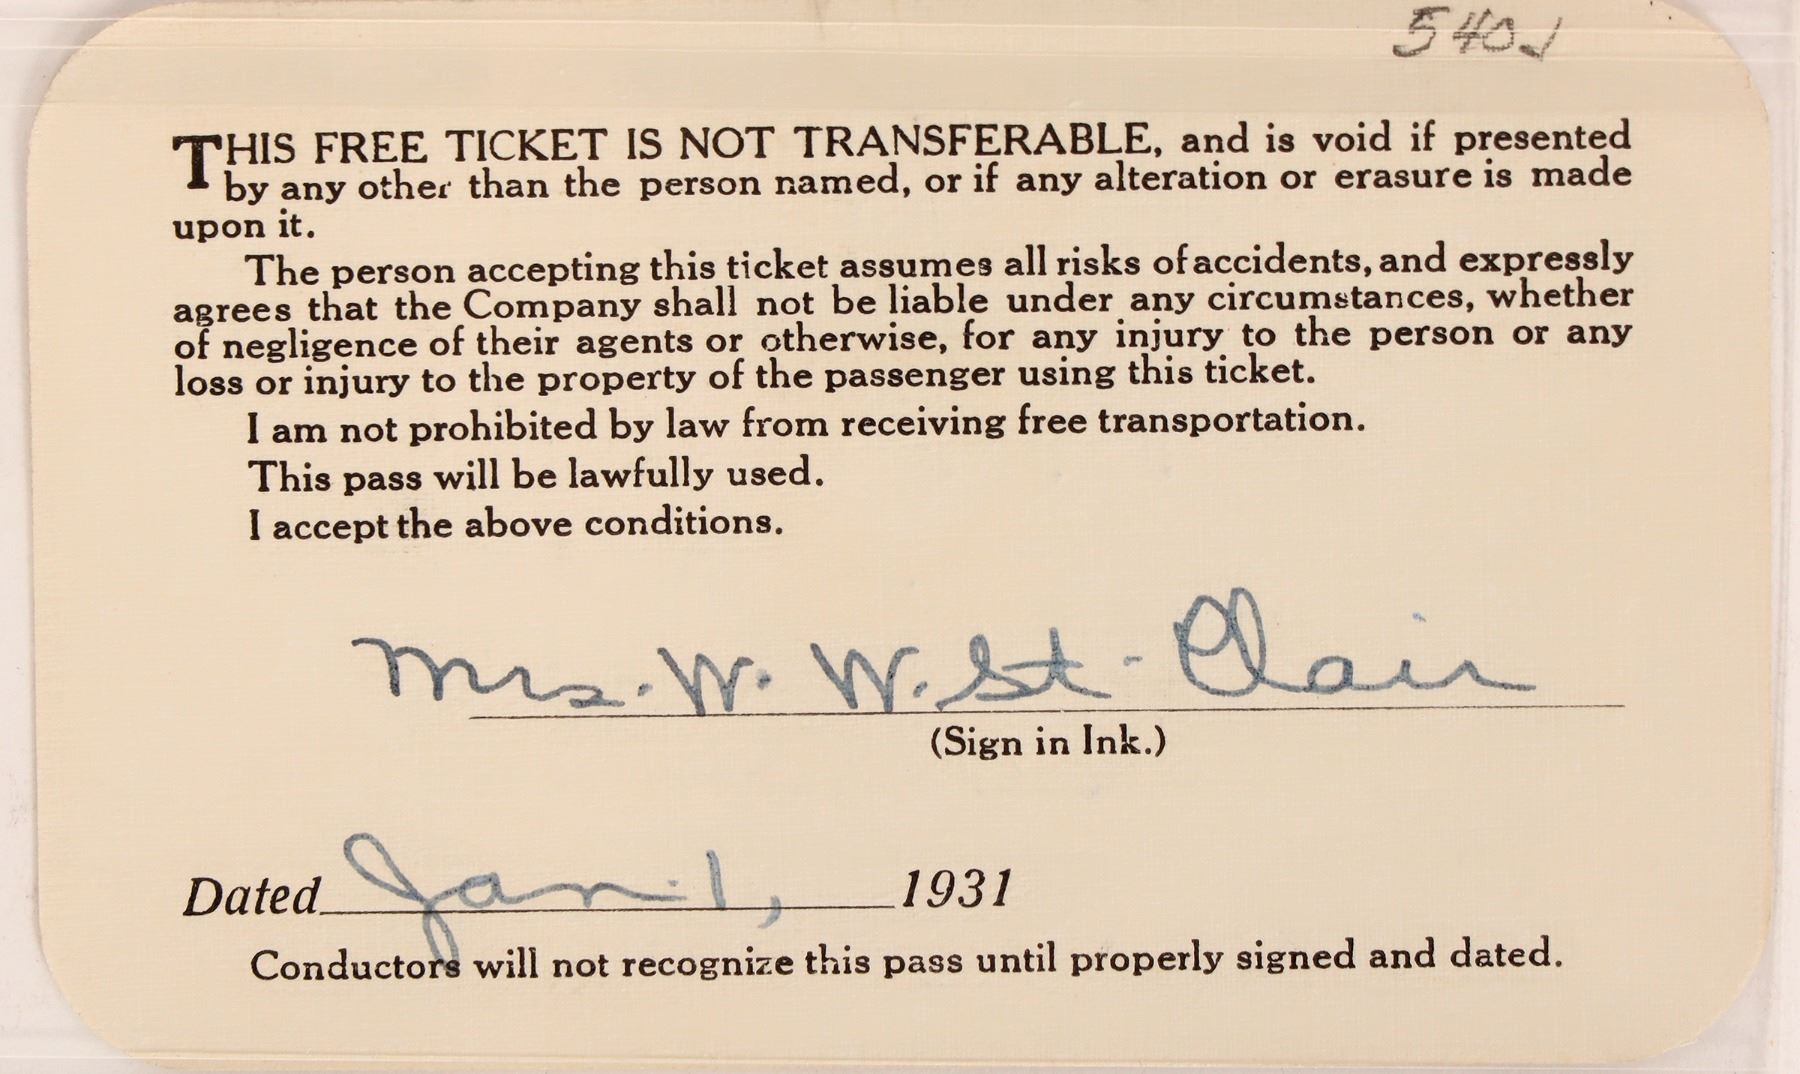 540
THIS FREE TICKET IS NOT TRANSFERABLE, and is void if presented
by any other than the person named, or if any alteration or erasure is made
upon it.
The person accepting this ticket assumes all risks of accidents, and expressly
agrees that the Company shall not be liable under any circumstances, whether
of negligence of their agents or otherwise, for any injury to the person or any
loss or injury to the property of the passenger using this ticket.
I am not prohibited by law from receiving free transportation.
This pass will be lawfully used.
I accept the above conditions.
Mrs. W. W. St. Clair
(Sign in Ink.)
Dated Jan. 1, 1931
Conductors will not recognize this pass until properly signed and dated.